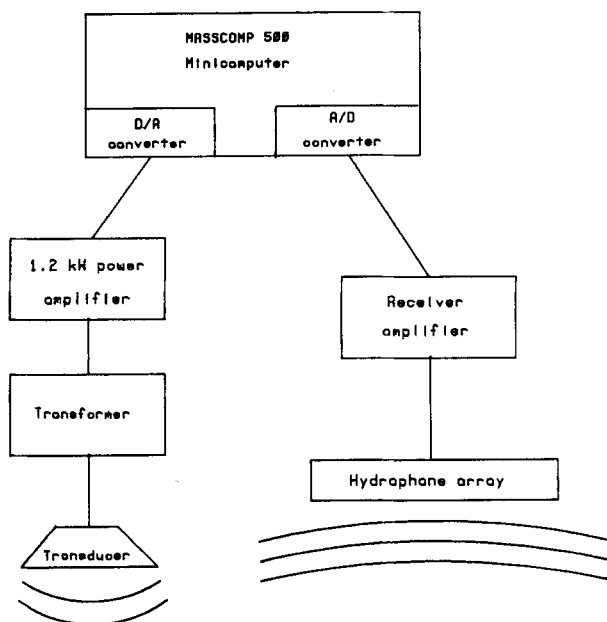 MASSCOMP 500
Minicomputer
D/A
converter
A/D
converter
1.2 kW power
amplifier
Receiver
amplifier
Transformer
Hydrophone array
Transducer